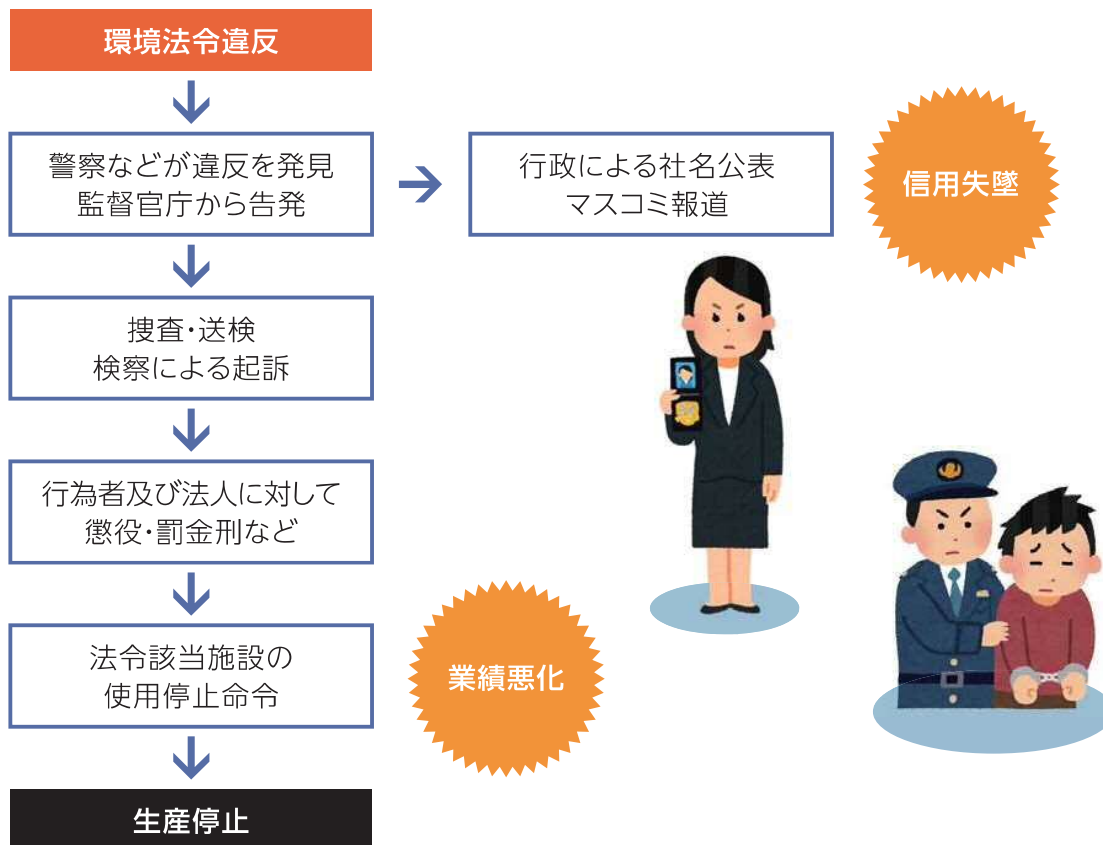 環境法令違反
警察などが違反を発見
監督官庁から告発
行政による社名公表
マスコミ報道
信用失墜
捜査・送検
検察による起訴
行為者及び法人に対して
懲役・罰金刑など
法令該当施設の
使用停止命令
業績悪化
生産停止